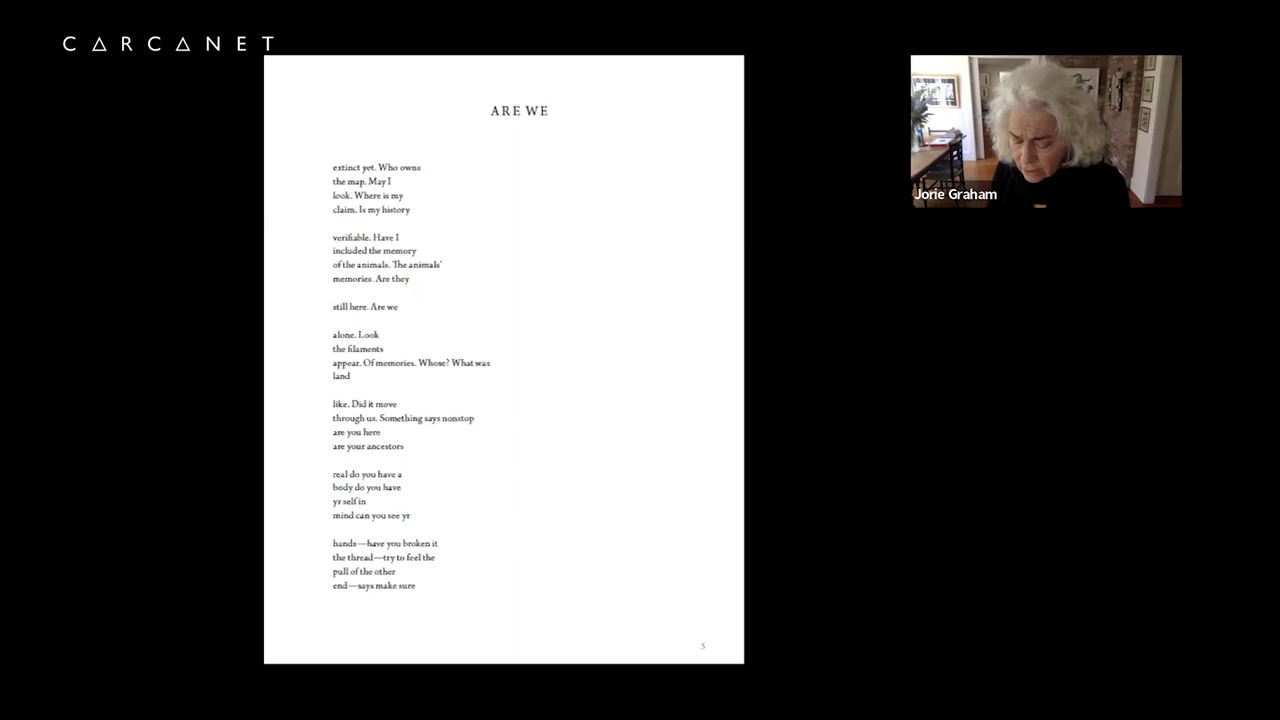 CARCANET
ARE WE
extinct yet. Who owns
the map. May I
look. Where is my
claim. Is my history
verifiable. Have I
included the memory
of the animals. The animals'
memories. Are they
still here. Are we
alone. Look
the filaments
appear. Of memories. Whose? What was
land
like. Did it move
through us. Something says nonstop
are you here
are your ancestors
real do you have a
body do you have
yr self in
mind can you see yr
hands—have you broken it
the thread—try to feel the
pull of the other
end—says make sure
5
Jorie Graham